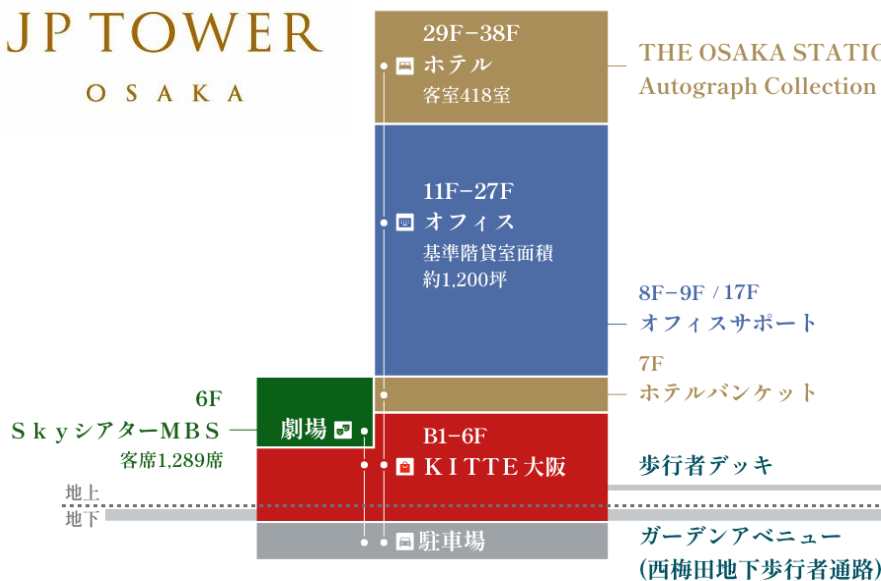 JP TOWER
OSAKA
29F-38F
ホテル
客室418室
THE OSAKA STATIO
Autograph Collection
11F-27F
オフィス
基準階貸室面積
約1,200坪
8F-9F / 17F
オフィスサポート
7F
ホテルバンケット
6F
SkyシアターMBS
客席1,289席
劇場
B1-6F
KITTE大阪
歩行者デッキ
地上
地下
駐車場
ガーデンアベニュー
(西梅田地下歩行者通路)